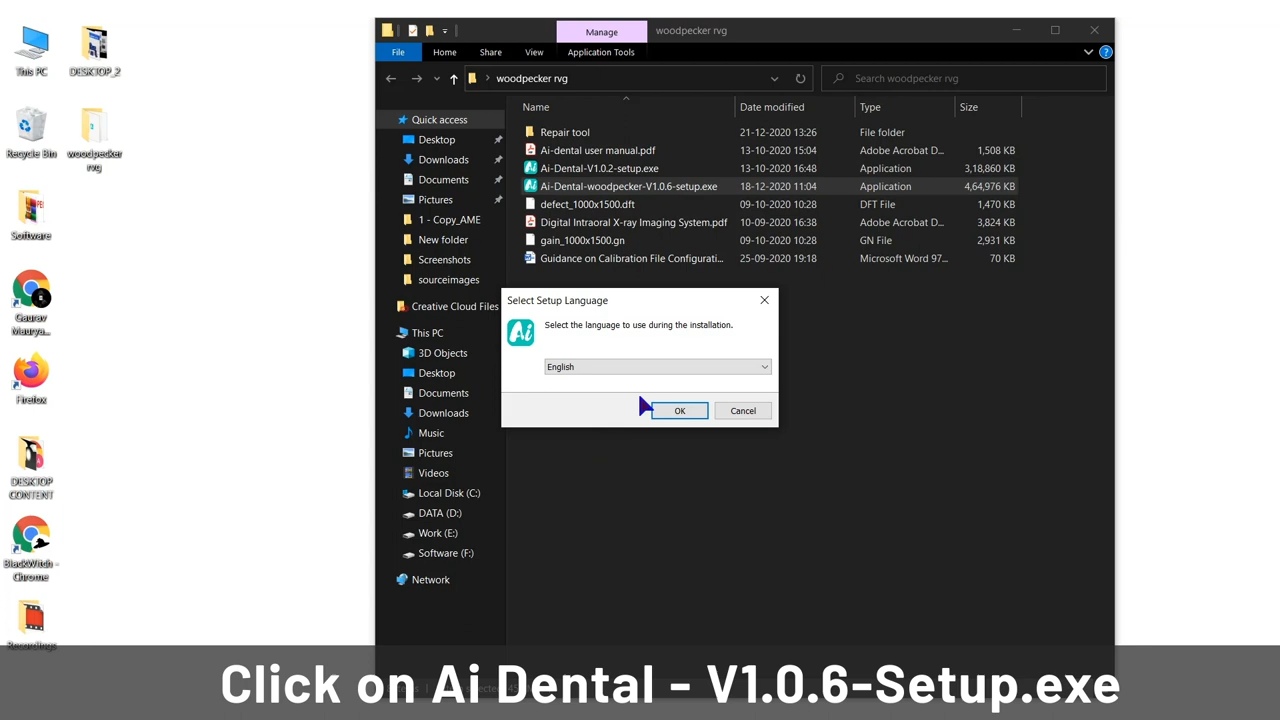 This PC
DESKTOP_2
Recycle Bin
woodpecker
rvg
Software
Gaurav
Maurya...
Firefox
DESKTOP
CONTENT
BlackWitch -
Chrome
Recordings
Manage
woodpecker rvg
File
Home
Share
View
Application Tools
woodpecker rvg
Search woodpecker rvg
Quick access
Desktop
Downloads
Documents
Pictures
1 - Copy_AME
New folder
Screenshots
sourceimages
Creative Cloud Files
This PC
3D Objects
Desktop
Documents
Downloads
Music
Pictures
Videos
Local Disk (C:)
DATA (D:)
Work (E:)
Software (F:)
Network
Name Date modified Type Size
Repair tool 21-12-2020 13:26 File folder
Ai-dental user manual.pdf 13-10-2020 15:04 Adobe Acrobat D... 1,508 KB
Ai-Dental-V1.0.2-setup.exe 13-10-2020 16:48 Application 3,18,860 KB
Ai-Dental-woodpecker-V1.0.6-setup.exe 18-12-2020 11:04 Application 4,64,976 KB
defect_1000x1500.dft 09-10-2020 10:28 DFT File 1,470 KB
Digital Intraoral X-ray Imaging System.pdf 10-09-2020 16:38 Adobe Acrobat D... 3,824 KB
gain_1000x1500.gn 09-10-2020 10:28 GN File 2,931 KB
Guidance on Calibration File Configurati... 25-09-2020 19:18 Microsoft Word 97... 70 KB
Select Setup Language
Ai
Select the language to use during the installation.
English
OK
Cancel
Click on Ai Dental - V1.0.6-Setup.exe